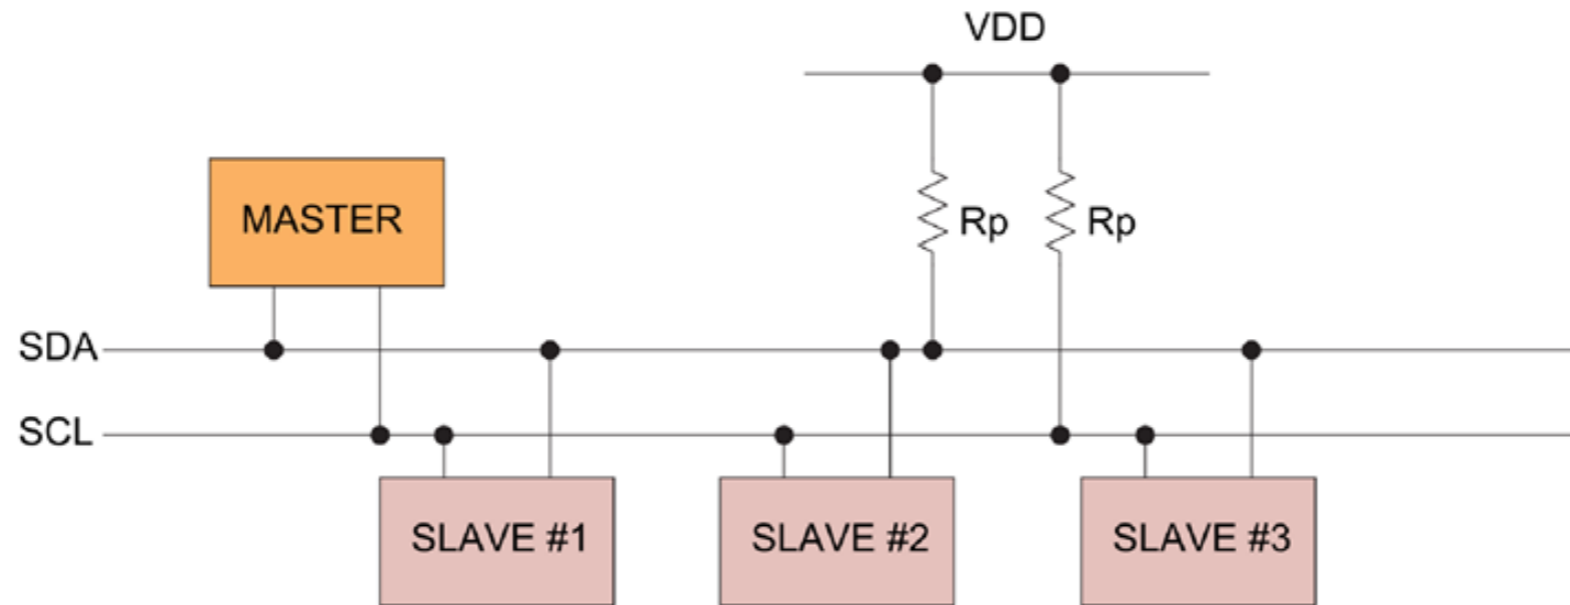 VDD
MASTER
Rp
Rp
SDA
SCL
SLAVE #1
SLAVE #2
SLAVE #3